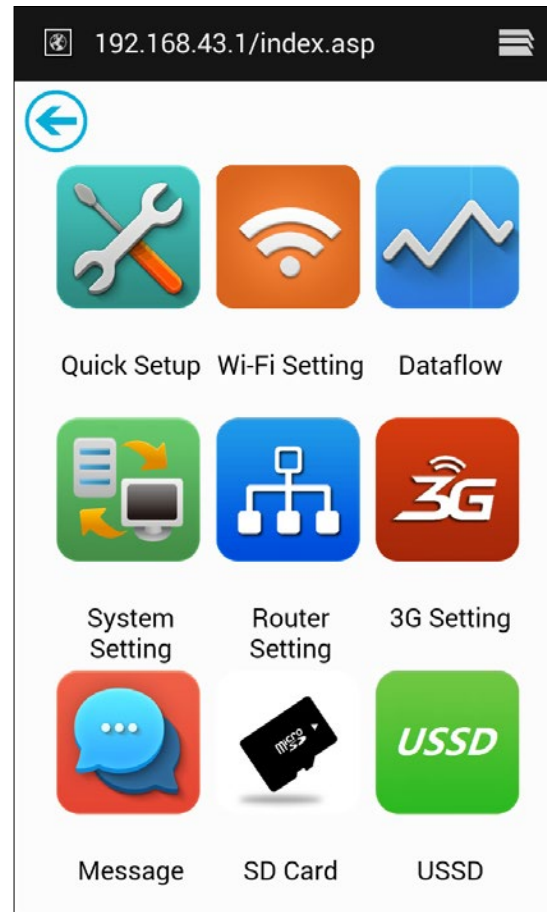 192.168.43.1/index.asp
Quick Setup Wi-Fi Setting Dataflow
3G
System Setting
Router Setting
3G Setting
micro SD
USSD
Message SD Card USSD